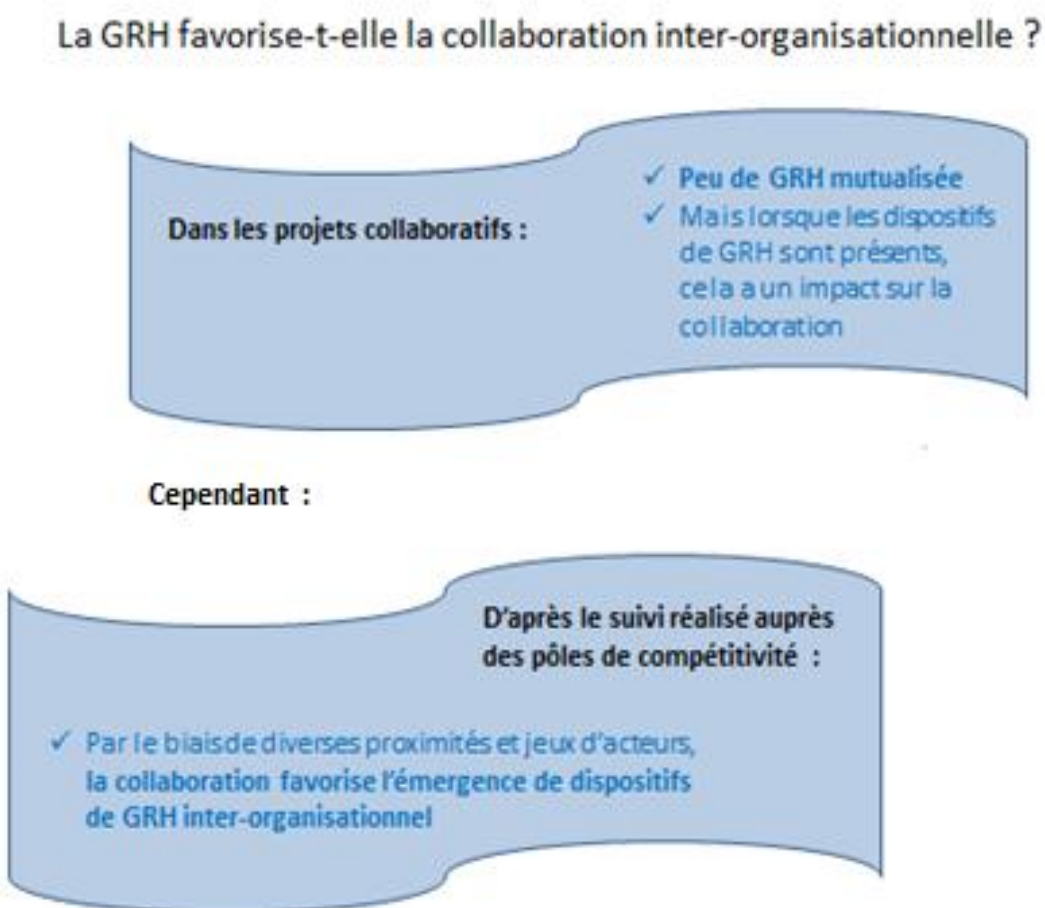 La GRH favorise-t-elle la collaboration inter-organisationnelle ?
Dans les projets collaboratifs :
✓ Peu de GRH mutualisée
✓ Mais lorsque les dispositifs
de GRH sont présents,
cela a un impact sur la
collaboration
Cependant :
D'après le suivi réalisé auprès
des pôles de compétitivité :
✓ Par le biais de diverses proximités et jeux d'acteurs,
la collaboration favorise l'émergence de dispositifs
de GRH inter-organisationnel